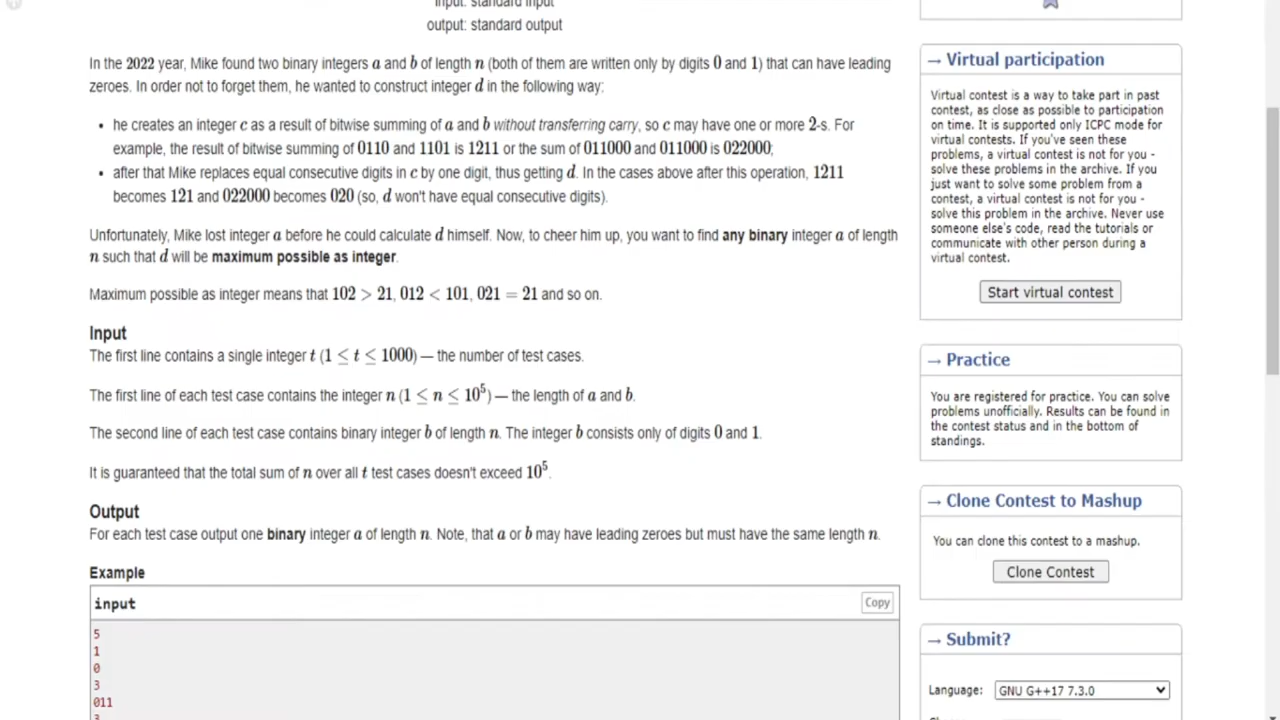 input: standard input
output: standard output
In the 2022 year, Mike found two binary integers a and b of length n (both of them are written only by digits 0 and 1) that can have leading
zeroes. In order not to forget them, he wanted to construct integer d in the following way:
• he creates an integer c as a result of bitwise summing of a and b without transferring carry, so c may have one or more 2-s. For
example, the result of bitwise summing of 0110 and 1101 is 1211 or the sum of 011000 and 011000 is 022000;
• after that Mike replaces equal consecutive digits in c by one digit, thus getting d. In the cases above after this operation, 1211
becomes 121 and 022000 becomes 020 (so, d won't have equal consecutive digits).
Unfortunately, Mike lost integer a before he could calculate d himself. Now, to cheer him up, you want to find any binary integer a of length
n such that d will be maximum possible as integer.
Maximum possible as integer means that 102 > 21, 012 < 101, 021 = 21 and so on.
Input
The first line contains a single integer t (1 ≤ t ≤ 1000) — the number of test cases.
The first line of each test case contains the integer n (1 ≤ n ≤ 10⁵) — the length of a and b.
The second line of each test case contains binary integer b of length n. The integer b consists only of digits 0 and 1.
It is guaranteed that the total sum of n over all t test cases doesn't exceed 10⁵.
Output
For each test case output one binary integer a of length n. Note, that a or b may have leading zeroes but must have the same length n.
Example
input
Copy
5
1
0
3
011
3
→ Virtual participation
Virtual contest is a way to take part in past
contest, as close as possible to participation
on time. It is supported only ICPC mode for
virtual contests. If you've seen these
problems, a virtual contest is not for you -
solve these problems in the archive. If you
just want to solve some problem from a
contest, a virtual contest is not for you -
solve this problem in the archive. Never use
someone else's code, read the tutorials or
communicate with other person during a
virtual contest.
Start virtual contest
→ Practice
You are registered for practice. You can solve
problems unofficially. Results can be found in
the contest status and in the bottom of
standings.
→ Clone Contest to Mashup
You can clone this contest to a mashup.
Clone Contest
→ Submit?
Language: GNU G++17 7.3.0